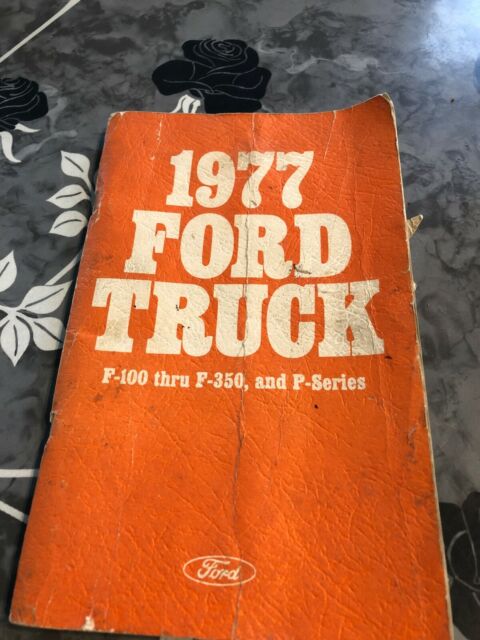 1977
FORD
TRUCK
F-100 thru F-350, and P-Series
Ford